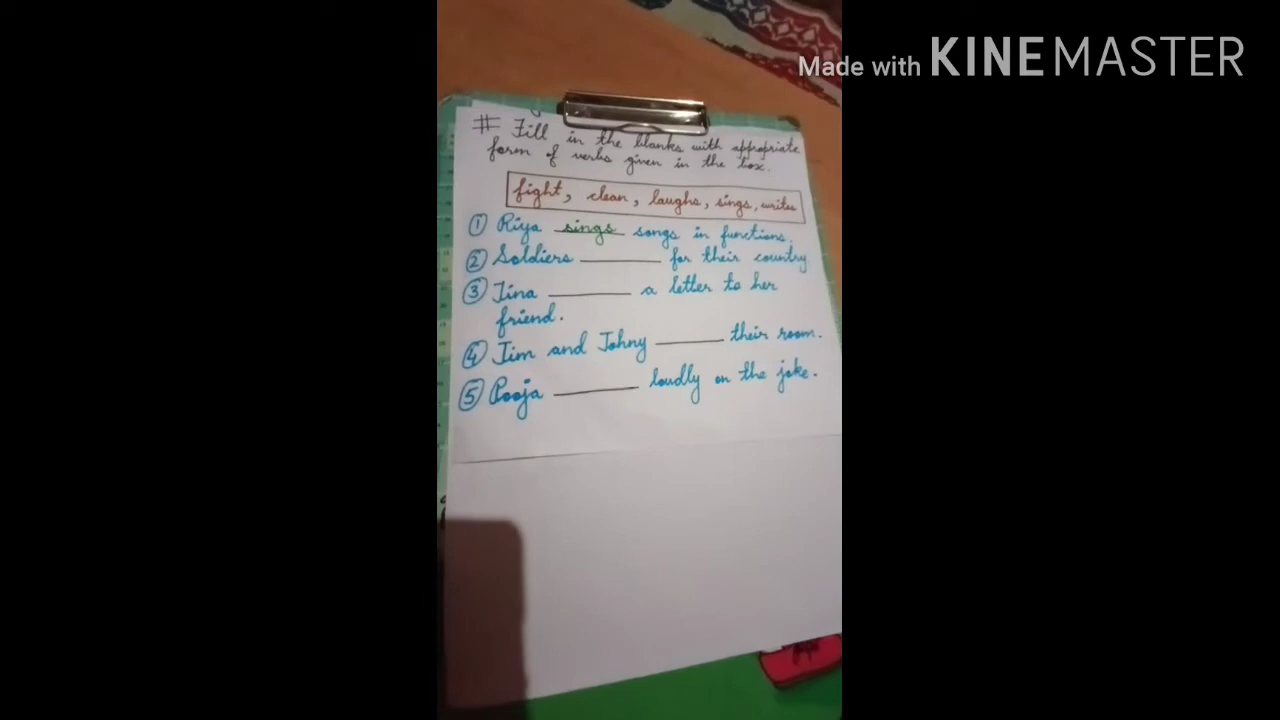 Made with KINEMASTER
# Fill in the blanks with appropriate
form of verbs given in the box.
fight, clean, laughs, sings, writes
① Riya sings songs in functions.
② Soldiers ________ for their country
③ Tina ________ a letter to her
friend.
④ Jim and Johny ________ their room.
⑤ Pooja ________ loudly on the joke.